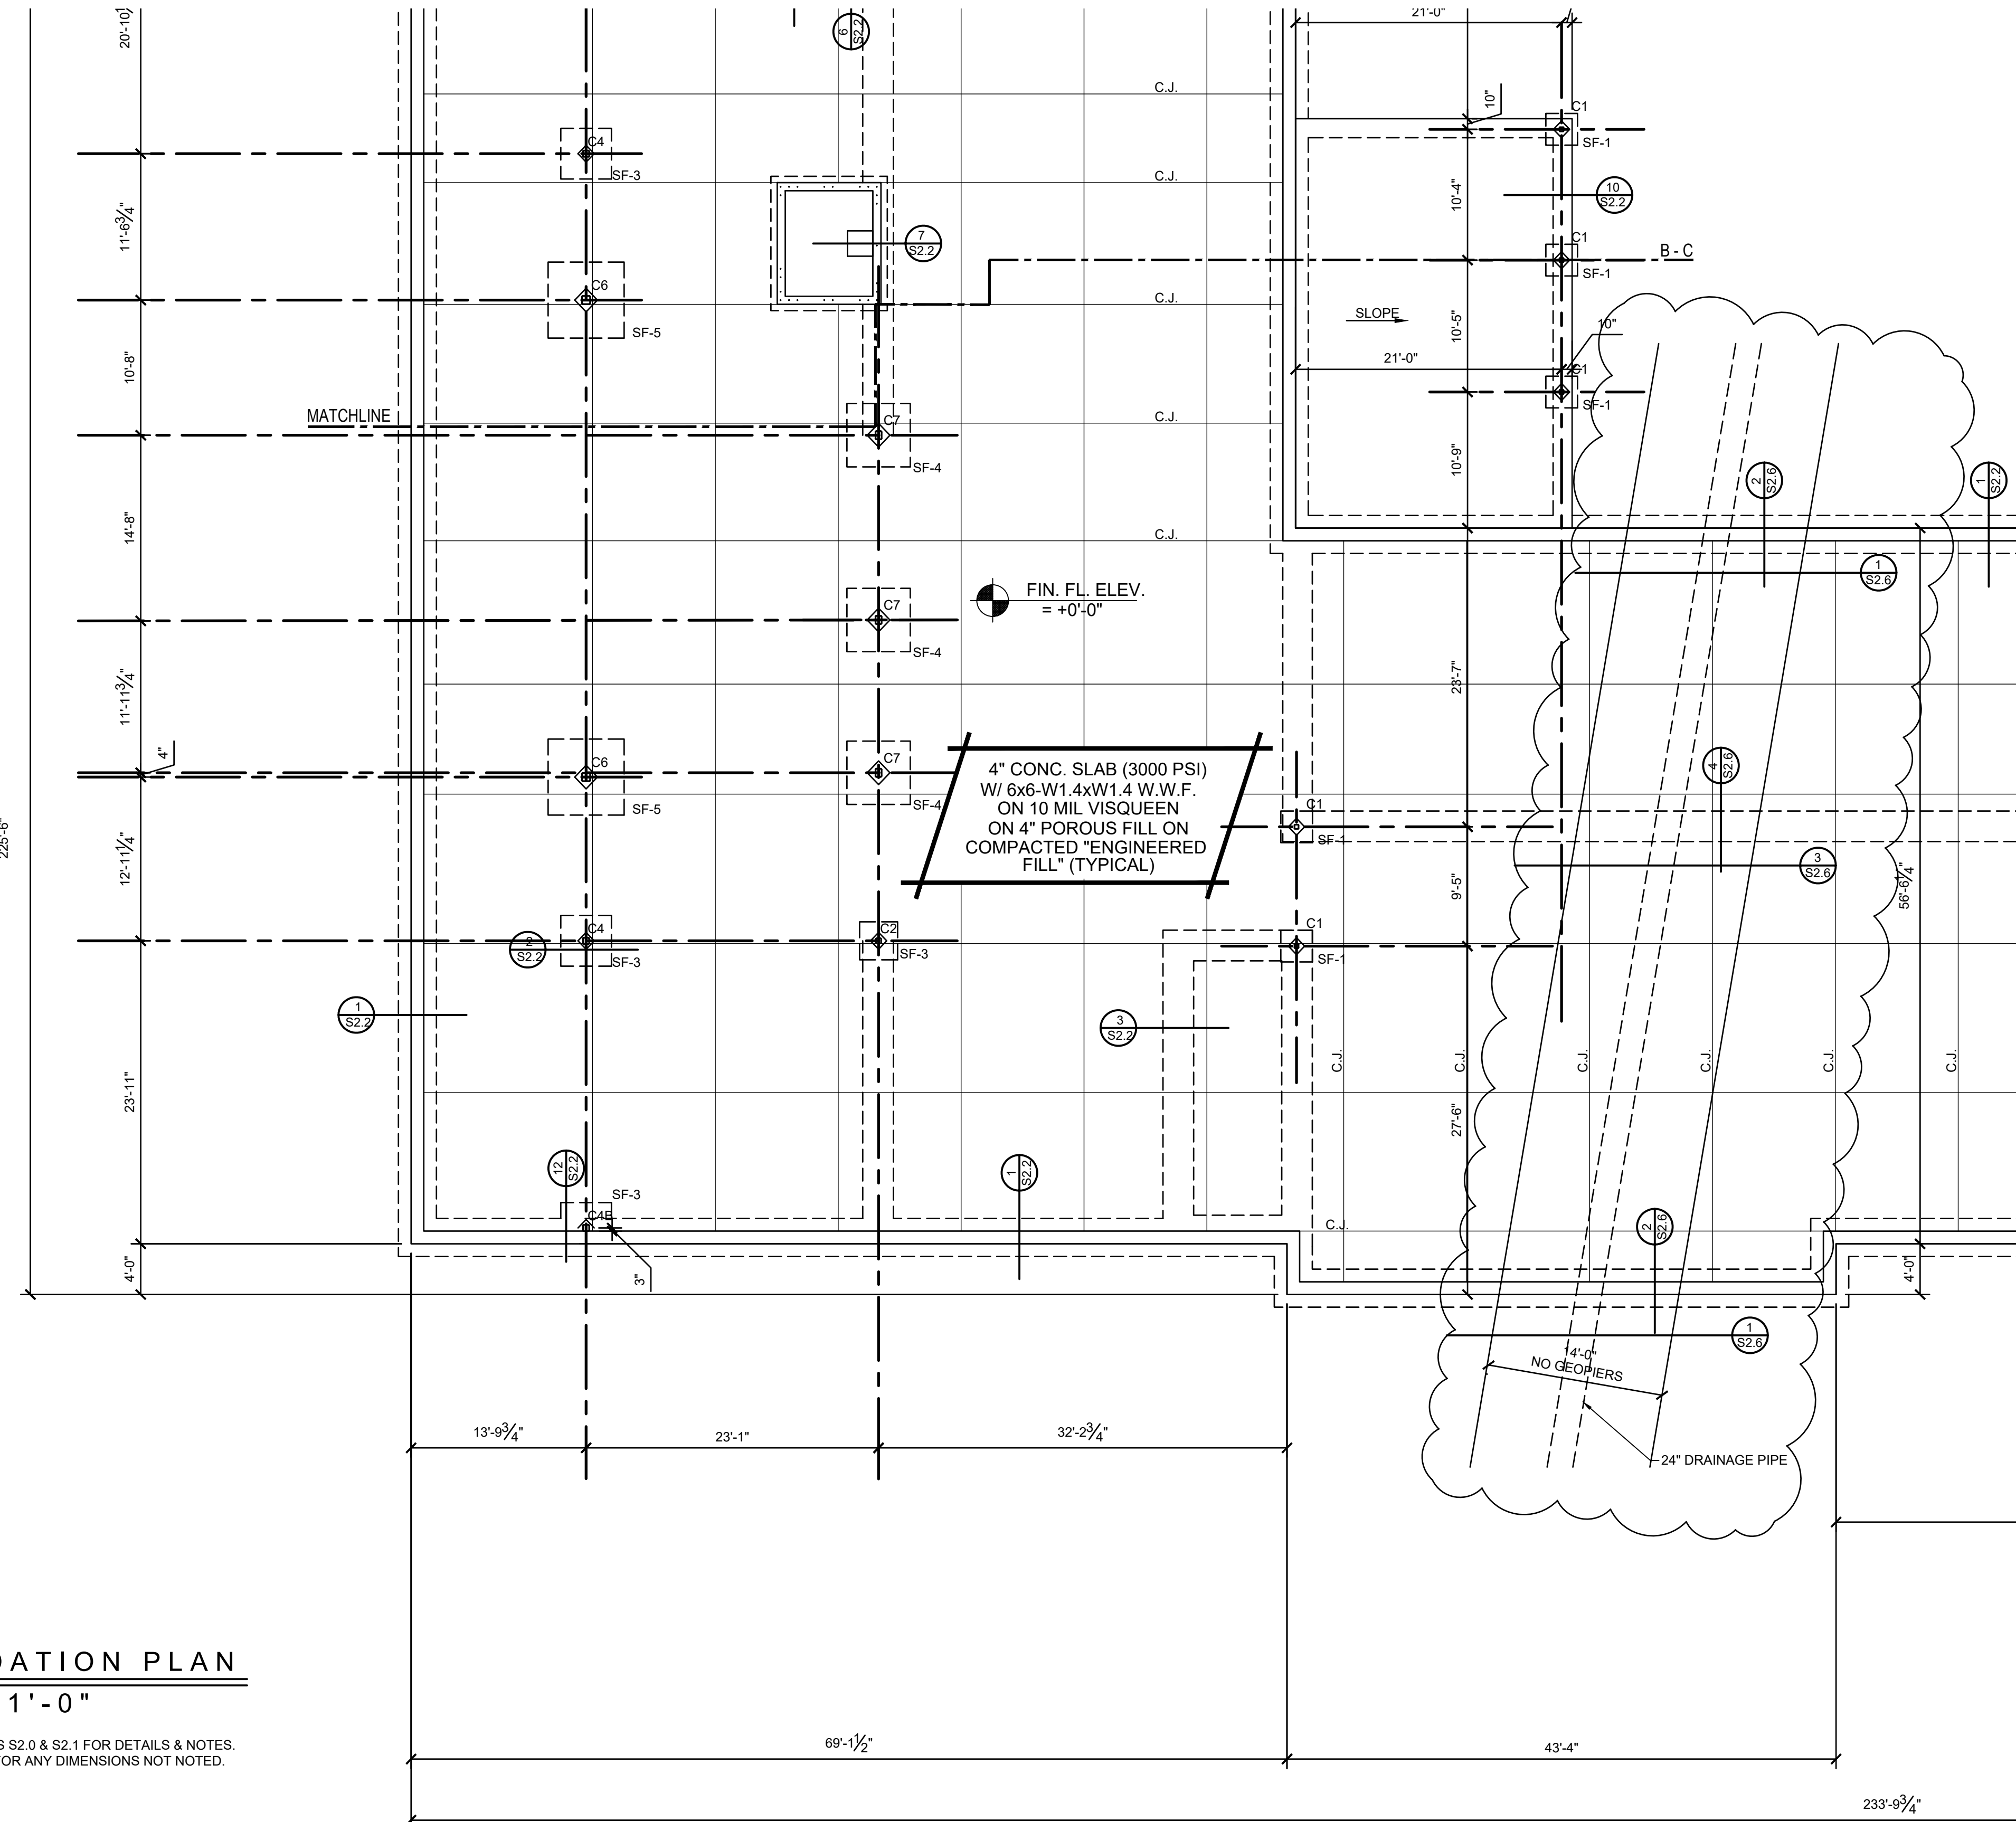 21'-0"
20'-10
6
S2.2
C.J.
10"
C1
SF-1
C4
SF-3
C.J.
10
S2.2
10'-4"
11'-6¾"
7
S2.2
C1
B - C
SF-1
C6
SF-5
C.J.
SLOPE
10'-5"
10"
21'-0"
10'-8"
C1
SF-1
MATCHLINE
C.J.
C7
SF-4
10'-9"
2
S2.6
1
S2.2
14'-8"
C.J.
1
S2.6
FIN. FL. ELEV.
= +0'-0"
C7
SF-4
23'-7"
11'-11¾"
4"
C6
SF-5
C7
SF-4
4" CONC. SLAB (3000 PSI)
W/ 6x6-W1.4xW1.4 W.W.F.
ON 10 MIL VISQUEEN
ON 4" POROUS FILL ON
COMPACTED "ENGINEERED
FILL" (TYPICAL)
4
S2.6
C1
SF-1
225'-6"
12'-11¼"
3
S2.6
9'-5"
56'-6¼"
C4
SF-3
2
S2.2
C2
SF-3
C1
SF-1
1
S2.2
3
S2.2
C.J.
C.J.
C.J.
C.J.
C.J.
C.J.
23'-11"
27'-6"
12
S2.2
1
S2.2
SF-3
C4B
C.J.
2
S2.6
4'-0"
3"
4'-0"
1
S2.6
14'-0"
NO GEOPIERS
13'-9¾"
23'-1"
32'-2¾"
24" DRAINAGE PIPE
DATION PLAN
1'-0"
S S2.0 & S2.1 FOR DETAILS & NOTES.
FOR ANY DIMENSIONS NOT NOTED.
69'-1½"
43'-4"
233'-9¾"